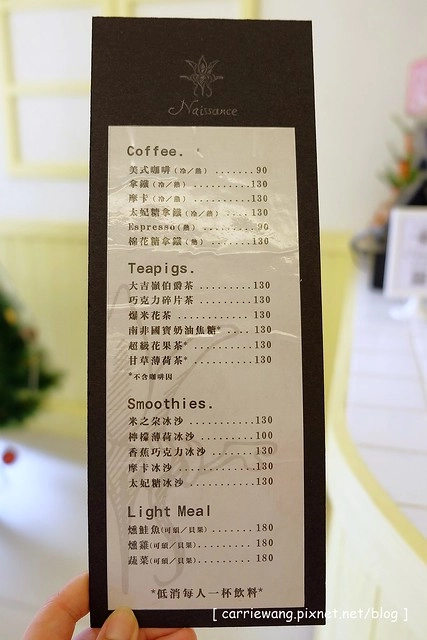 Naissance
Coffee.
美式咖啡(冷／熱) .......90
拿鐵(冷／熱) ..........130
摩卡(冷／熱) ..........130
太妃糖拿鐵(冷／熱) ....130
Espresso(熱) ..........90
棉花糖拿鐵(熱) ........130
Teapigs.
大吉嶺伯爵茶 .........130
巧克力碎片茶 .........130
爆米花茶 .............130
南非國寶奶油焦糖* .... 130
超級花果茶* ..........130
甘草薄荷茶* ..........130
*不含咖啡因
Smoothies.
米之朵冰沙 ...........130
檸檬薄荷冰沙 .........100
香蕉巧克力冰沙 .......130
摩卡冰沙 .............130
太妃糖冰沙 ...........130
Light Meal
燻鮭魚(可頌／貝果) ...... 180
燻雞(可頌／貝果) ........ 180
蔬菜(可頌／貝果) ........ 180
*低消每人一杯飲料*
[ carriewang.pixnet.net/blog ]